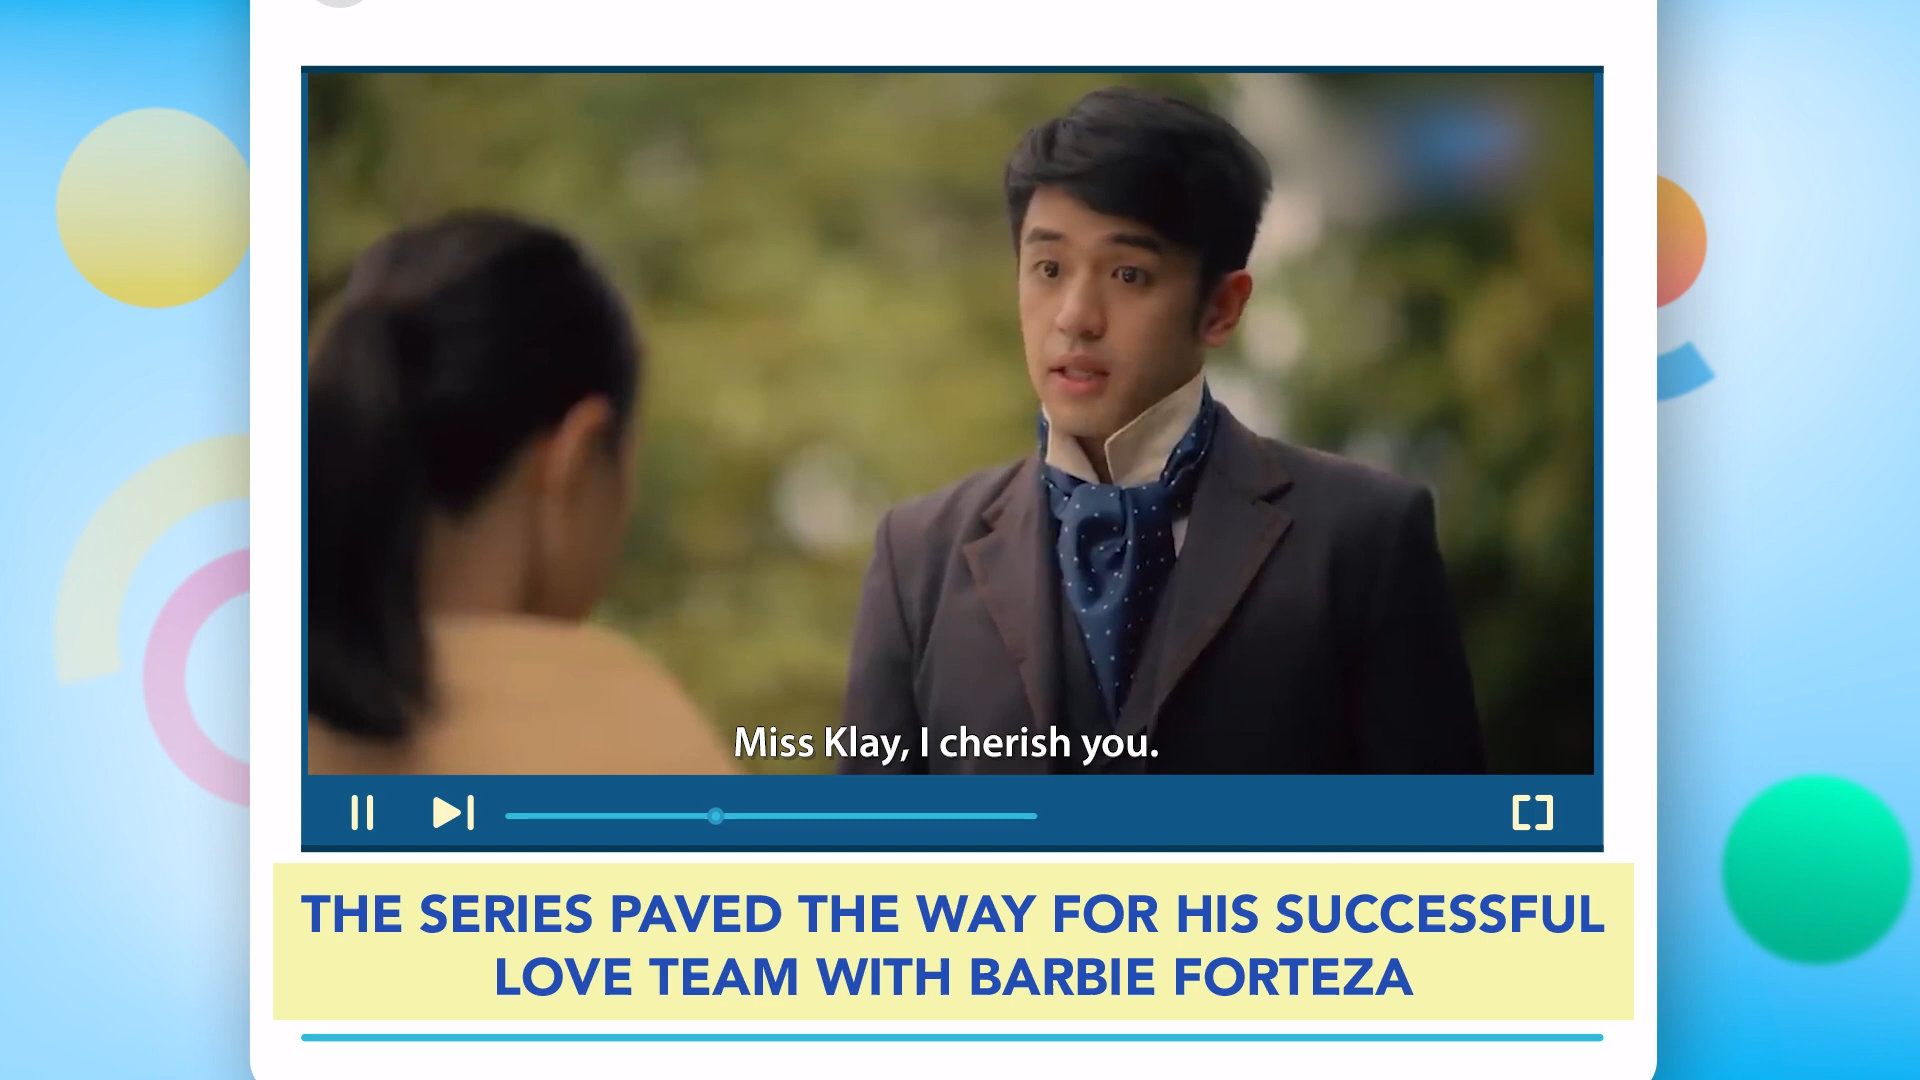 Miss Klay, I cherish you.
THE SERIES PAVED THE WAY FOR HIS SUCCESSFUL
LOVE TEAM WITH BARBIE FORTEZA